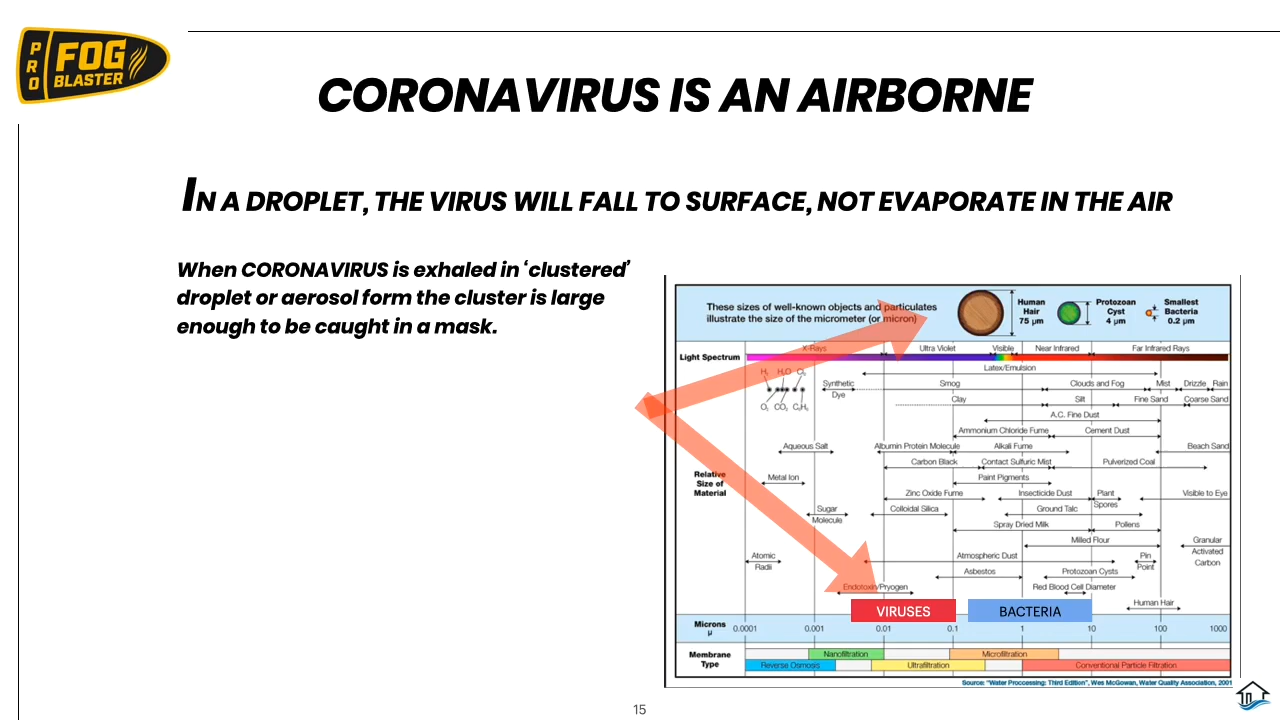 PRO
FOG
BLASTER
CORONAVIRUS IS AN AIRBORNE
IN A DROPLET, THE VIRUS WILL FALL TO SURFACE, NOT EVAPORATE IN THE AIR
When CORONAVIRUS is exhaled in ‘clustered’
droplet or aerosol form the cluster is large
enough to be caught in a mask.
These sizes of well-known objects and particulates
illustrate the size of the micrometer (or micron)
Human
Hair
75 µm
Protozoan
Cyst
4 µm
Smallest
Bacteria
0.2 µm
Light Spectrum
X-Rays
Ultra Violet
Visible
Near Infrared
Far Infrared Rays
Latex/Emulsion
H₂ H₂O
O₂ CO₂
Synthetic
Dye
Smog
Clouds and Fog
Mist
Drizzle
Rain
Clay
Silt
Fine Sand
Coarse Sand
A.C. Fine Dust
Ammonium Chloride Fume
Cement Dust
Aqueous Salt
Albumin Protein Molecule
Alkali Fume
Beach Sand
Carbon Black
Contact Sulfuric Mist
Pulverized Coal
Relative
Size of
Material
Metal Ion
Paint Pigments
Zinc Oxide Fume
Insecticide Dust
Plant
Spores
Visible to Eye
Sugar
Molecule
Colloidal Silica
Ground Talc
Spray Dried Milk
Pollens
Milled Flour
Granular
Activated
Carbon
Atomic
Radii
Atmospheric Dust
Pin
Point
Asbestos
Protozoan Cysts
Endotoxin/Pryogen
Red Blood Cell Diameter
Human Hair
VIRUSES
BACTERIA
Microns
µ
0.0001 0.001 0.01 0.1 1 10 100 1000
Membrane
Type
Nanofiltration
Microfiltration
Reverse Osmosis
Ultrafiltration
Conventional Particle Filtration
Source: "Water Proccessing: Third Edition", Wes McGowan, Water Quality Association, 2001
15